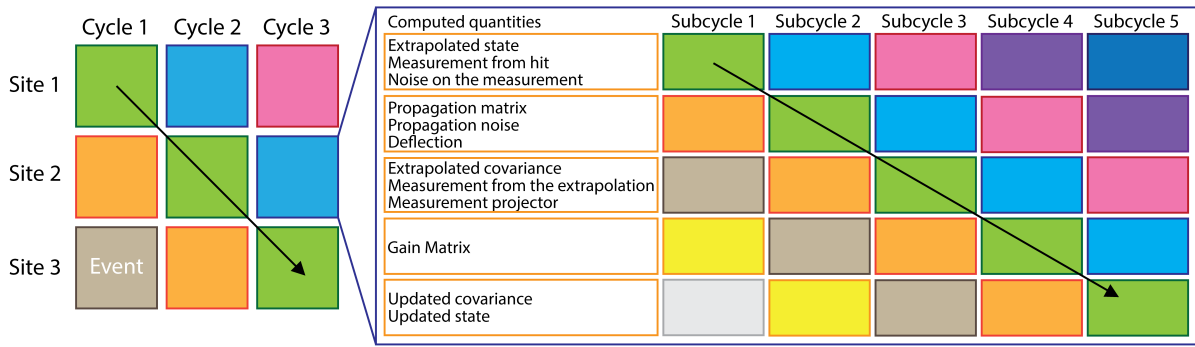 Cycle 1 Cycle 2 Cycle 3
Site 1
Site 2
Site 3
Event
Computed quantities Subcycle 1 Subcycle 2 Subcycle 3 Subcycle 4 Subcycle 5
Extrapolated state
Measurement from hit
Noise on the measurement
Propagation matrix
Propagation noise
Deflection
Extrapolated covariance
Measurement from the extrapolation
Measurement projector
Gain Matrix
Updated covariance
Updated state